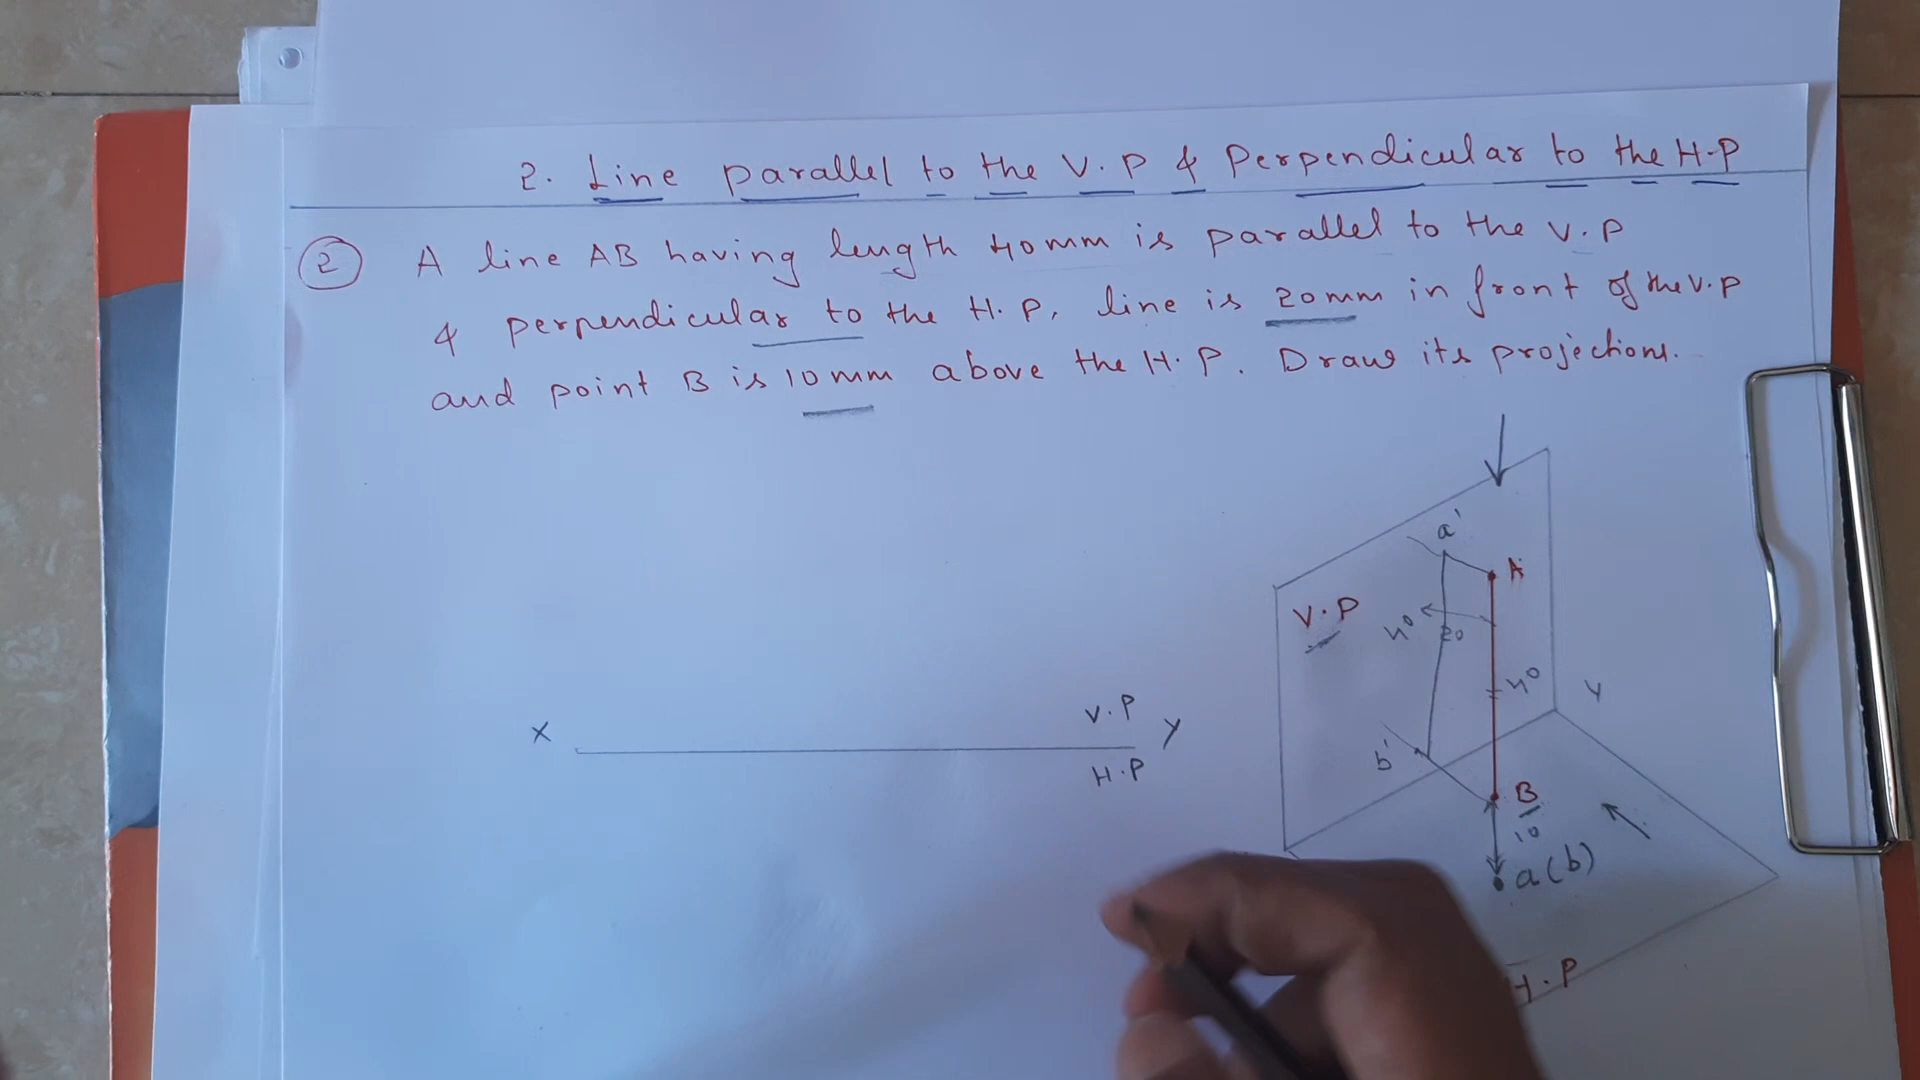 2. Line parallel to the V.P & Perpendicular to the H.P
2 A line AB having length 40mm is parallel to the V.P
& perpendicular to the H.P, line is 20mm in front of the V.P
and point B is 10mm above the H.P. Draw its projections.
a'
A
V.P
40
20
40
Y
X
V.P
Y
H.P
b'
B
10
a(b)
H.P